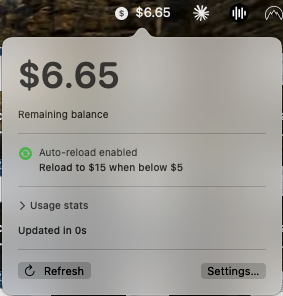 $6.65
$6.65
Remaining balance
Auto-reload enabled
Reload to $15 when below $5
Usage stats
Updated in 0s
Refresh
Settings...